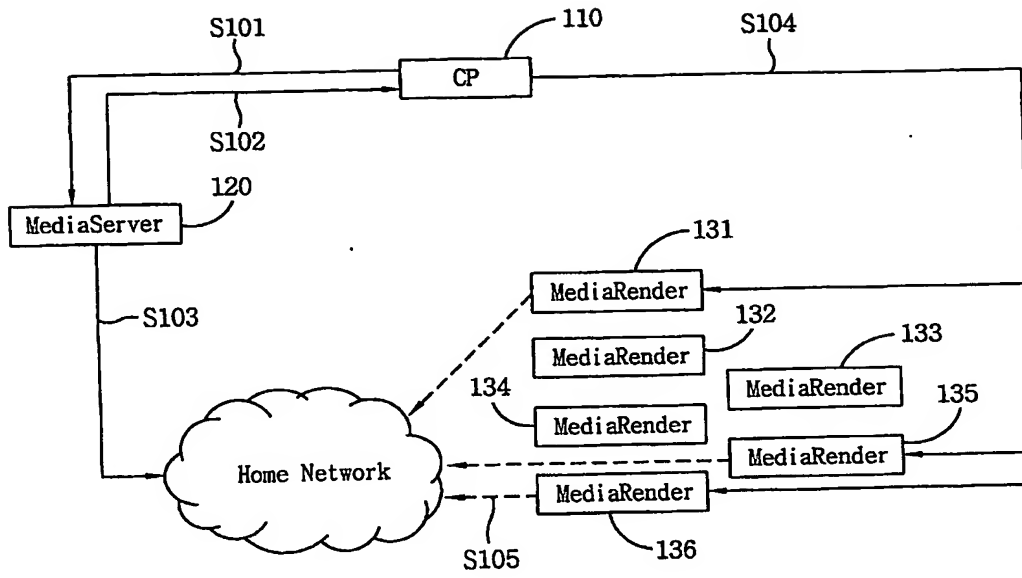 S101
110
S104
CP
S102
120
MediaServer
131
MediaRender
S103
132
MediaRender
133
MediaRender
134
MediaRender
135
MediaRender
Home Network
MediaRender
S105
136